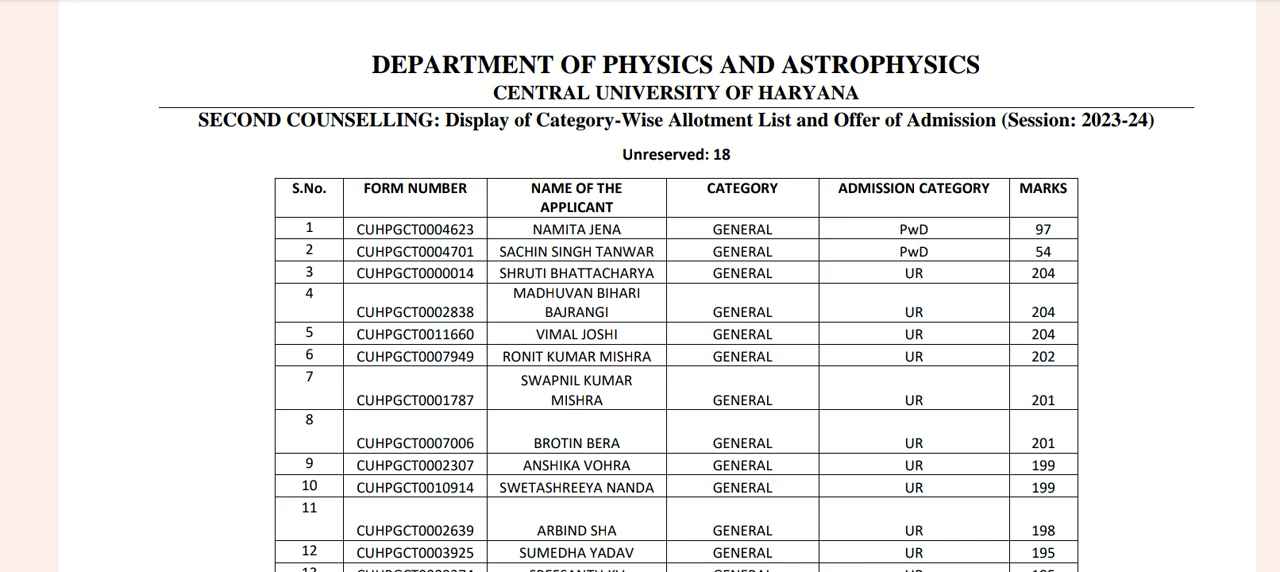 DEPARTMENT OF PHYSICS AND ASTROPHYSICS
CENTRAL UNIVERSITY OF HARYANA
SECOND COUNSELLING: Display of Category-Wise Allotment List and Offer of Admission (Session: 2023-24)
Unreserved: 18
S.No. FORM NUMBER NAME OF THE APPLICANT CATEGORY ADMISSION CATEGORY MARKS
1 CUHPGCT0004623 NAMITA JENA GENERAL PwD 97
2 CUHPGCT0004701 SACHIN SINGH TANWAR GENERAL PwD 54
3 CUHPGCT0000014 SHRUTI BHATTACHARYA GENERAL UR 204
4 CUHPGCT0002838 MADHUVAN BIHARI BAJRANGI GENERAL UR 204
5 CUHPGCT0011660 VIMAL JOSHI GENERAL UR 204
6 CUHPGCT0007949 RONIT KUMAR MISHRA GENERAL UR 202
7 CUHPGCT0001787 SWAPNIL KUMAR MISHRA GENERAL UR 201
8 CUHPGCT0007006 BROTIN BERA GENERAL UR 201
9 CUHPGCT0002307 ANSHIKA VOHRA GENERAL UR 199
10 CUHPGCT0010914 SWETASHREEYA NANDA GENERAL UR 199
11 CUHPGCT0002639 ARBIND SHA GENERAL UR 198
12 CUHPGCT0003925 SUMEDHA YADAV GENERAL UR 195